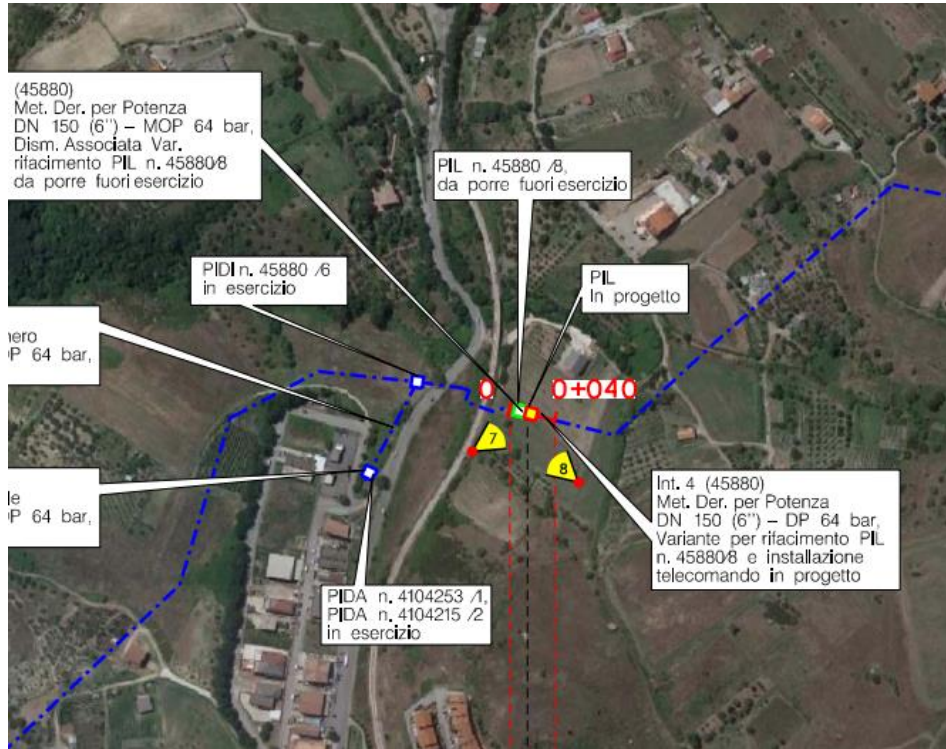 (45880)
Met. Der. per Potenza
DN 150 (6'') – MOP 64 bar,
Dism. Associata Var.
rifacimento PIL n. 45880/8
da porre fuori esercizio
PIL n. 45880 /8,
da porre fuori esercizio
PIDI n. 45880 /6
in esercizio
PIL
In progetto
nero
OP 64 bar,
0
0+040
7
8
le
OP 64 bar,
Int. 4 (45880)
Met. Der. per Potenza
DN 150 (6'') – DP 64 bar,
Variante per rifacimento PIL
n. 45880/8 e installazione
telecomando in progetto
PIDA n. 4104253 /1,
PIDA n. 4104215 /2
in esercizio